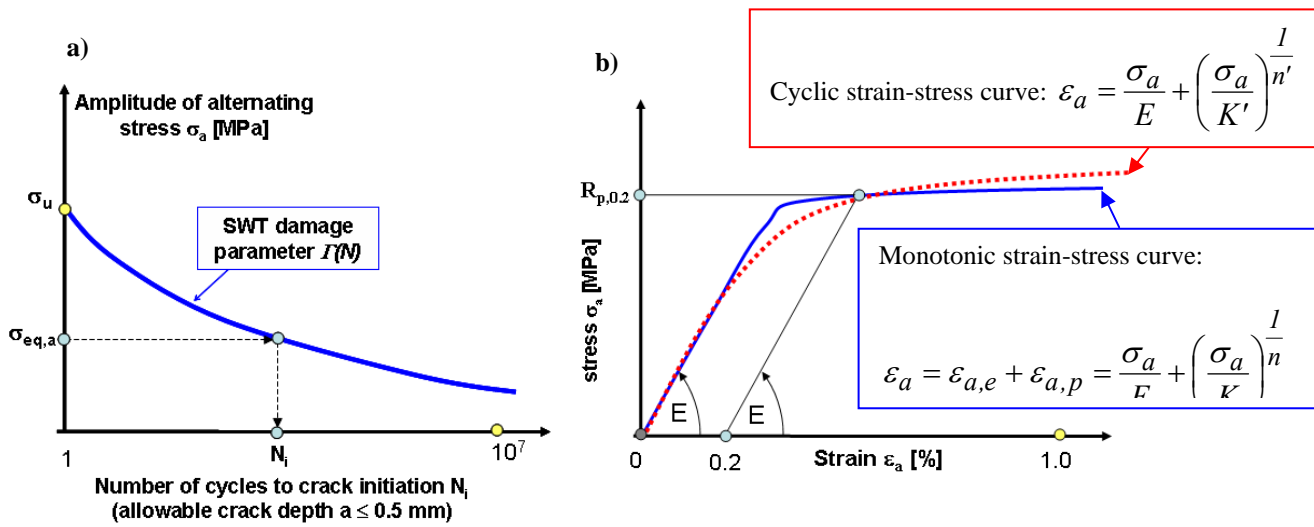 a)
Amplitude of alternating
stress σa [MPa]
σu
SWT damage
parameter Γ(N)
σeq,a
1
Ni
10^7
Number of cycles to crack initiation Ni
(allowable crack depth a ≤ 0.5 mm)
b)
Cyclic strain-stress curve: εa = σa/E + (σa/K′)^(1/n′)
Rp,0.2
stress σa [MPa]
Monotonic strain-stress curve:
εa = εa,e + εa,p = σa/E + (σa/K)^(1/n)
E
E
0
0.2
Strain εa [%]
1.0